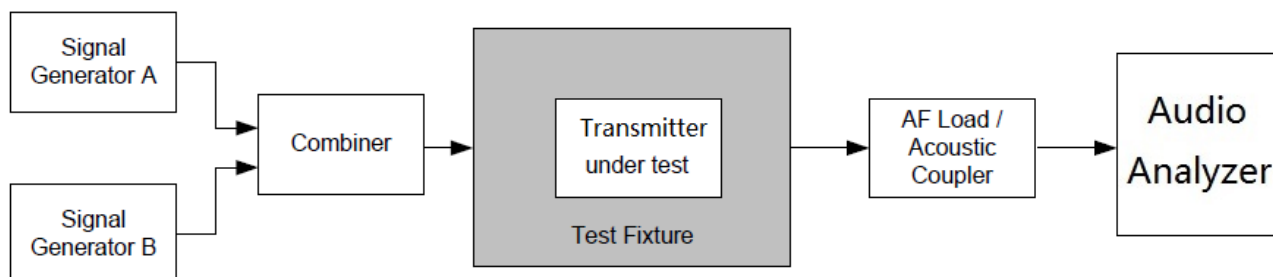 Signal
Generator A
Signal
Generator B
Combiner
Transmitter
under test
Test Fixture
AF Load /
Acoustic
Coupler
Audio
Analyzer